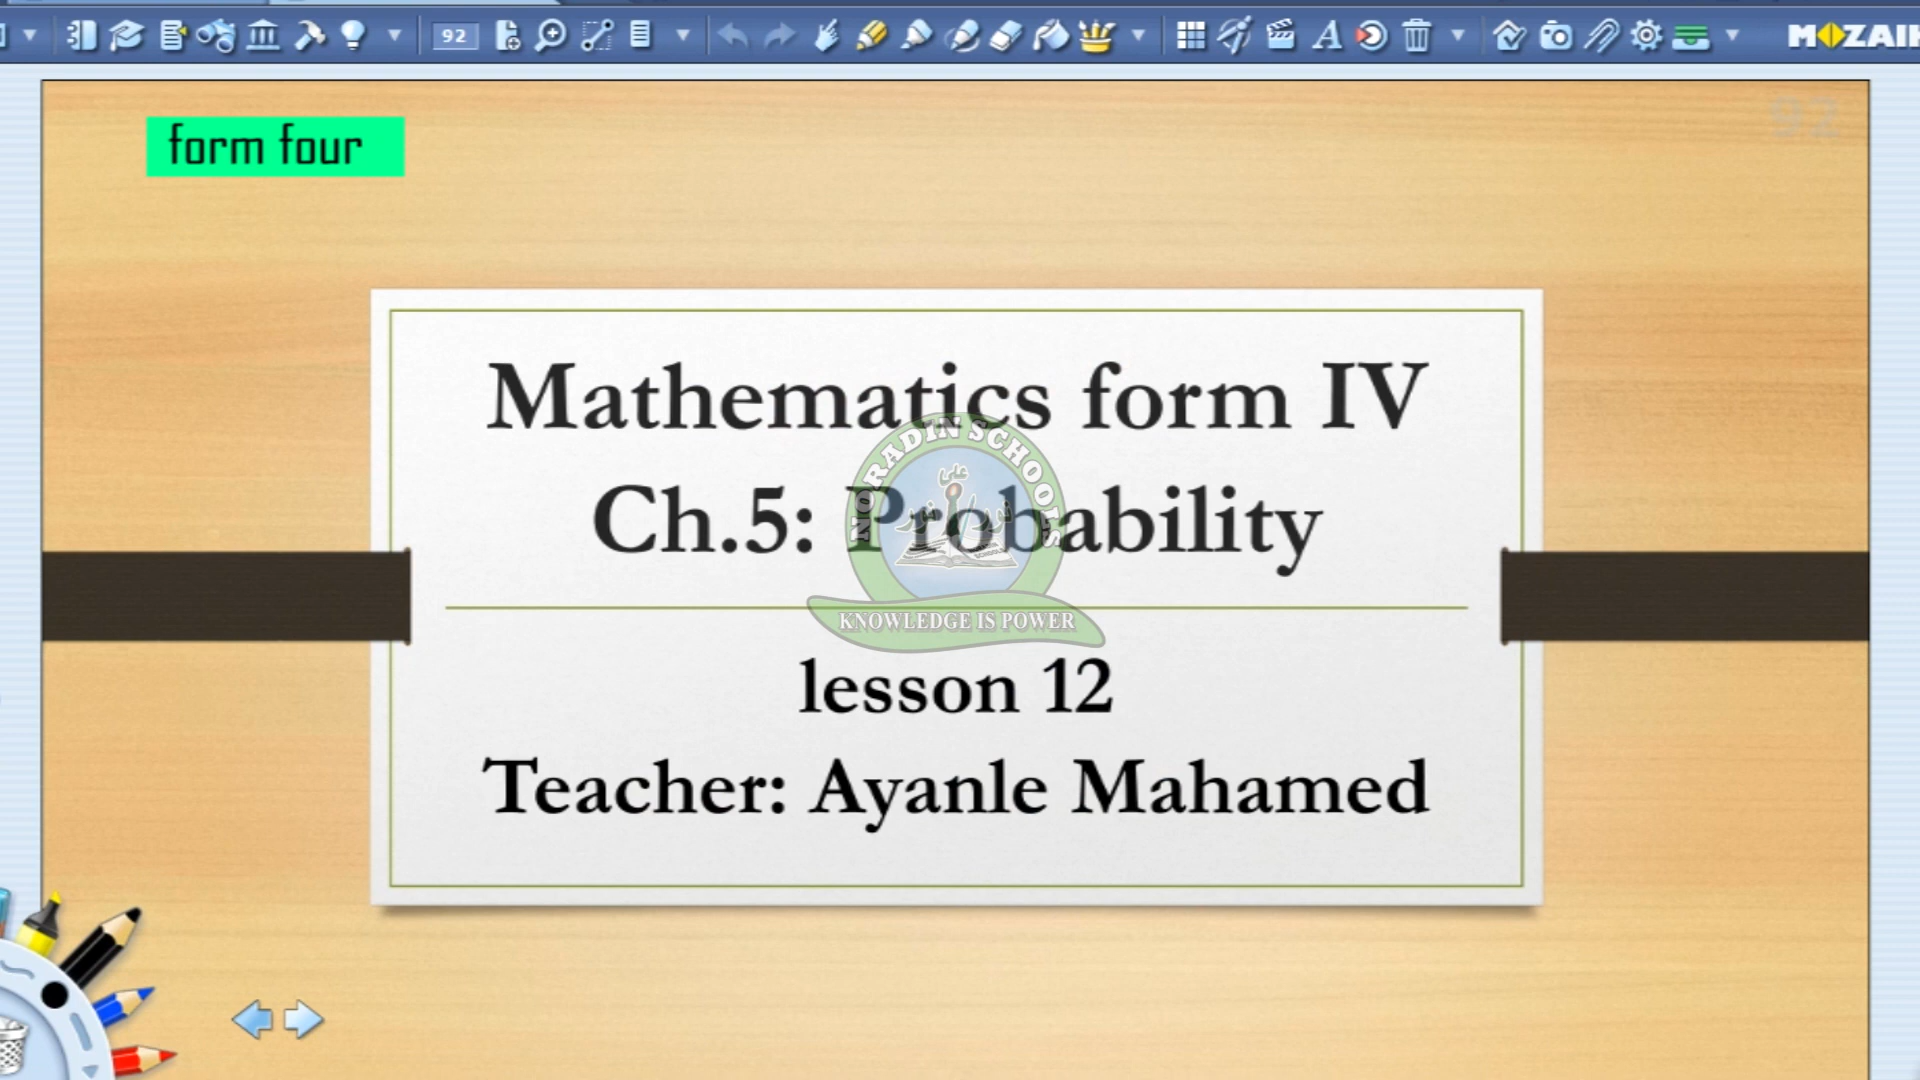 92
MOZAIK
92
form four
Mathematics form IV
Ch.5: Probability
NORADIN SCHOOLS
KNOWLEDGE IS POWER
lesson 12
Teacher: Ayanle Mahamed